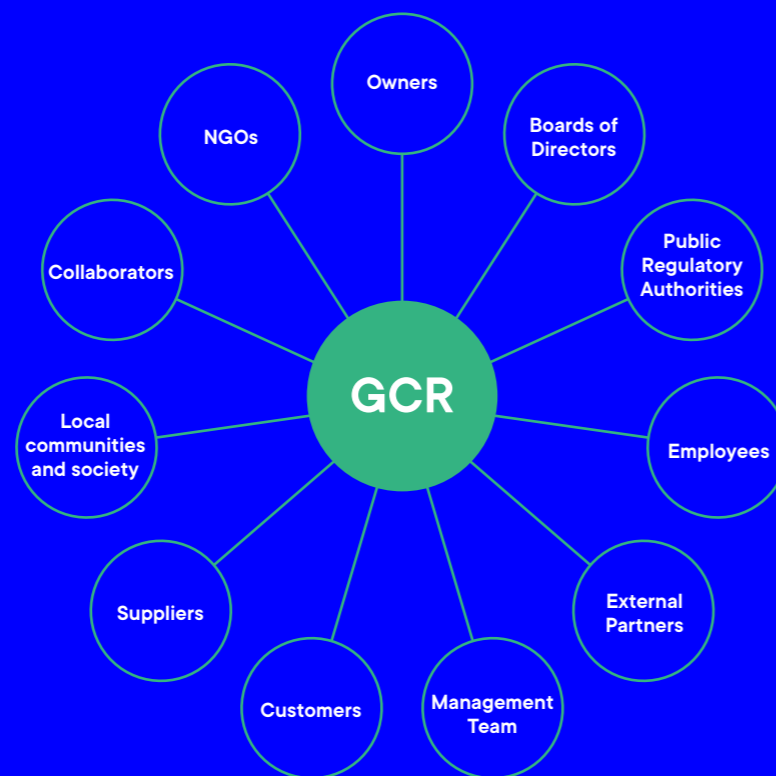 Owners
Boards of
Directors
Public
Regulatory
Authorities
Employees
External
Partners
Management
Team
Customers
Suppliers
Local
communities
and society
Collaborators
NGOs
GCR